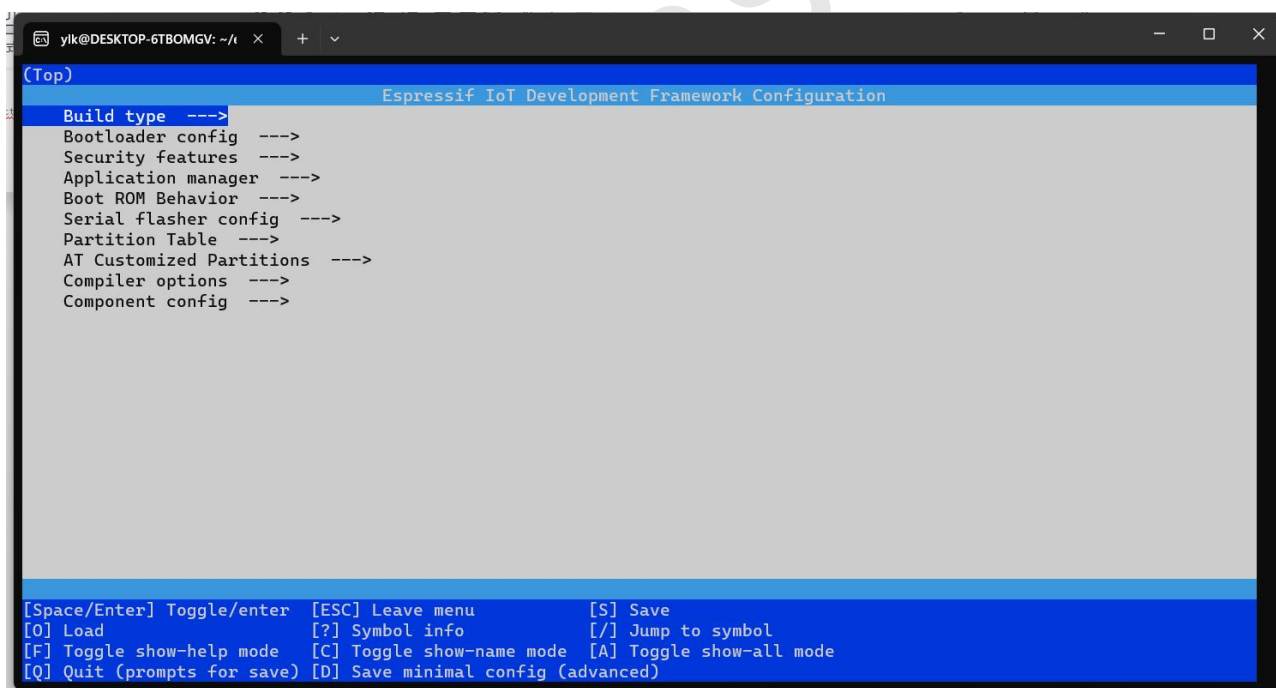 ylk@DESKTOP-6TBOMGV: ~/e
(Top)
Espressif IoT Development Framework Configuration
Build type --->
Bootloader config --->
Security features --->
Application manager --->
Boot ROM Behavior --->
Serial flasher config --->
Partition Table --->
AT Customized Partitions --->
Compiler options --->
Component config --->
[Space/Enter] Toggle/enter [ESC] Leave menu [S] Save
[O] Load [?] Symbol info [/] Jump to symbol
[F] Toggle show-help mode [C] Toggle show-name mode [A] Toggle show-all mode
[Q] Quit (prompts for save) [D] Save minimal config (advanced)